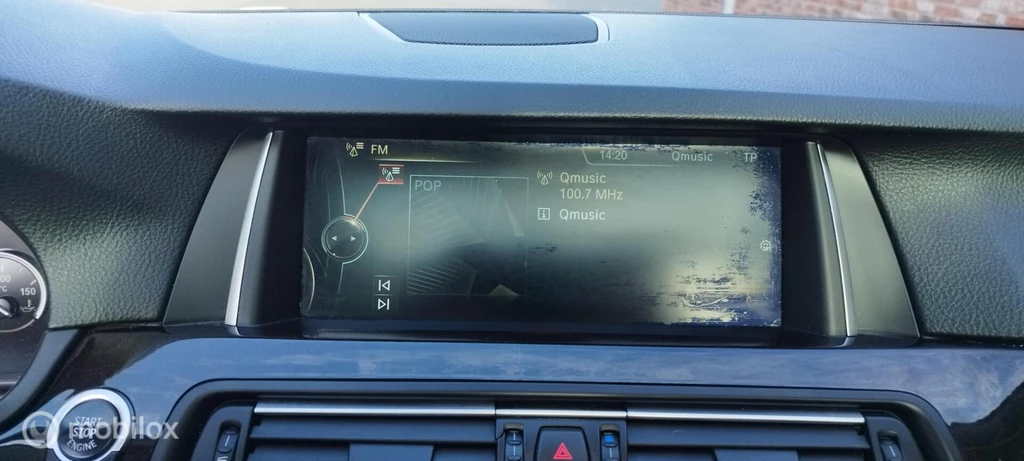 FM
14:20 Qmusic TP
POP
Qmusic
100.7 MHz
Qmusic
150
°C
START
STOP
ENGINE
mobilox